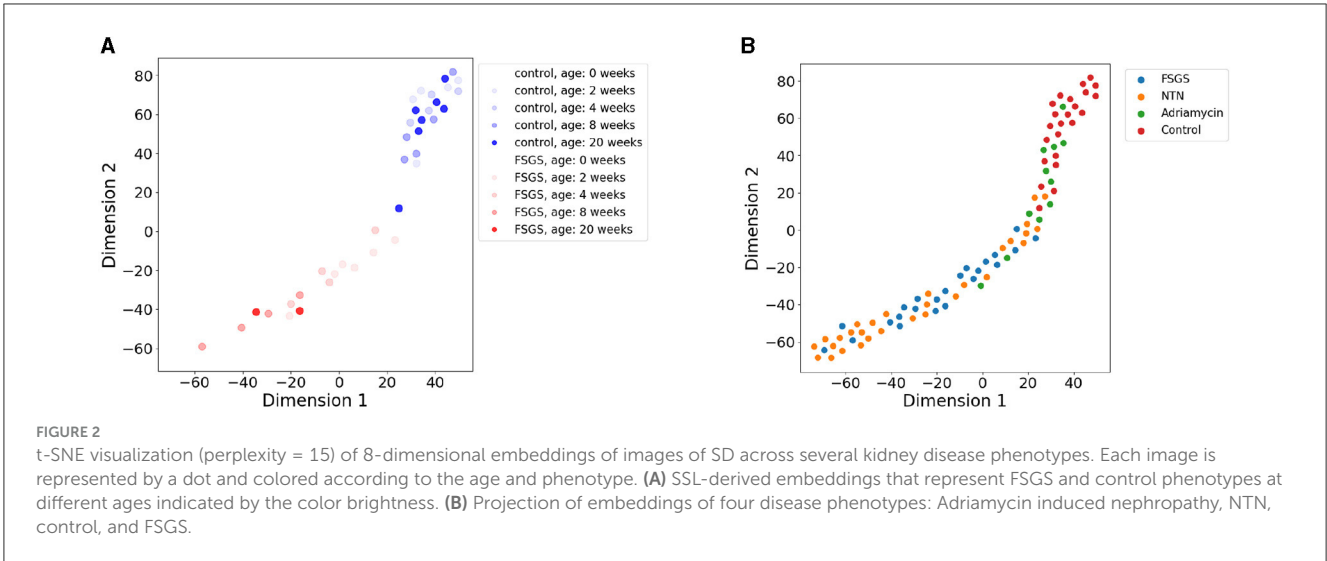 A
B
80
60
40
20
0
−20
−40
−60
−60 −40 −20 0 20 40
Dimension 1
Dimension 2
control, age: 0 weeks
control, age: 2 weeks
control, age: 4 weeks
control, age: 8 weeks
control, age: 20 weeks
FSGS, age: 0 weeks
FSGS, age: 2 weeks
FSGS, age: 4 weeks
FSGS, age: 8 weeks
FSGS, age: 20 weeks
80
60
40
20
0
−20
−40
−60
−60 −40 −20 0 20 40
Dimension 1
Dimension 2
FSGS
NTN
Adriamycin
Control
FIGURE 2
t-SNE visualization (perplexity = 15) of 8-dimensional embeddings of images of SD across several kidney disease phenotypes. Each image is
represented by a dot and colored according to the age and phenotype. (A) SSL-derived embeddings that represent FSGS and control phenotypes at
different ages indicated by the color brightness. (B) Projection of embeddings of four disease phenotypes: Adriamycin induced nephropathy, NTN,
control, and FSGS.